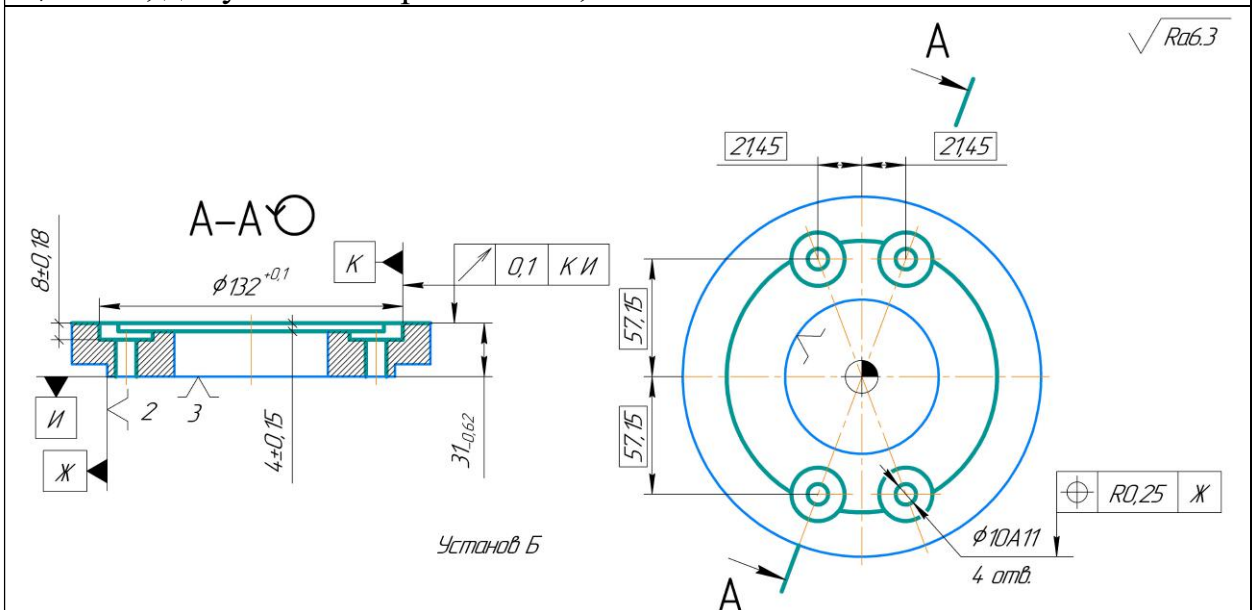 А
√ Ra6.3
21,45
21,45
А–А
8±0,18
К
0,1 К И
⌀132 +0,1
57,15
И
2
3
4±0,15
31-0,62
Ж
57,15
R0,25 Ж
⌀10А11
4 отв.
Установ Б
А